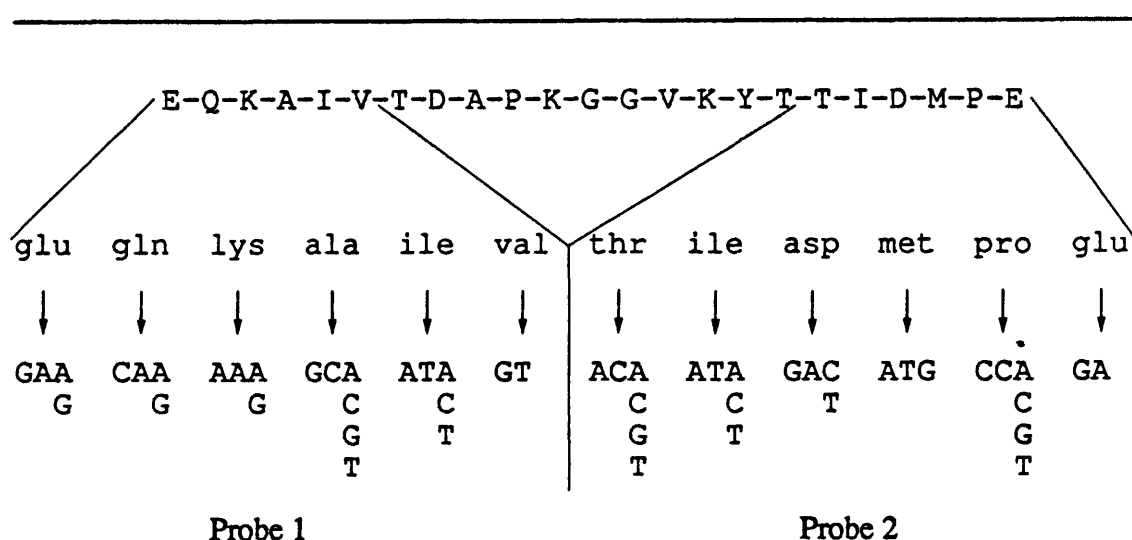 E-Q-K-A-I-V-T-D-A-P-K-G-G-V-K-Y-T-T-I-D-M-P-E
glu gln lys ala ile val thr ile asp met pro glu
GAA CAA AAA GCA ATA GT ACA ATA GAC ATG CCA GA
G G G C C C C T C
G T G T G
T T T
Probe 1 Probe 2